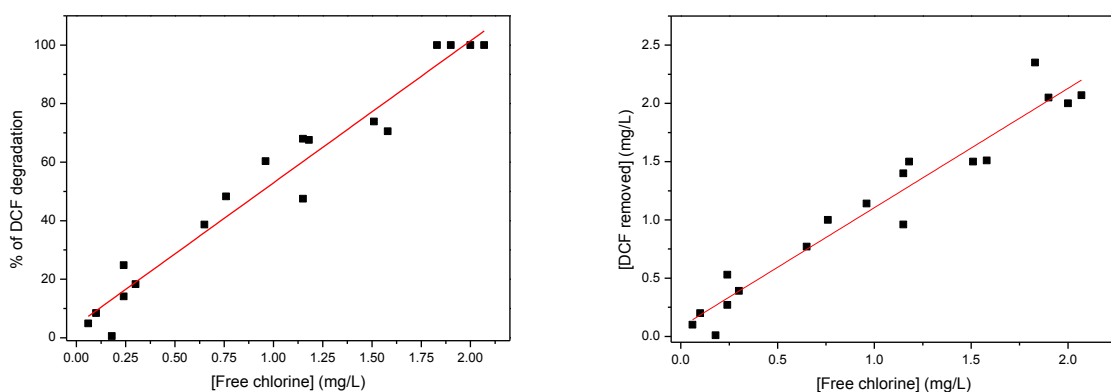 % of DCF degradation
100
80
60
40
20
0
0.00 0.25 0.50 0.75 1.00 1.25 1.50 1.75 2.00
[Free chlorine] (mg/L)
[DCF removed] (mg/L)
2.5
2.0
1.5
1.0
0.5
0.0
0.0 0.5 1.0 1.5 2.0
[Free chlorine] (mg/L)